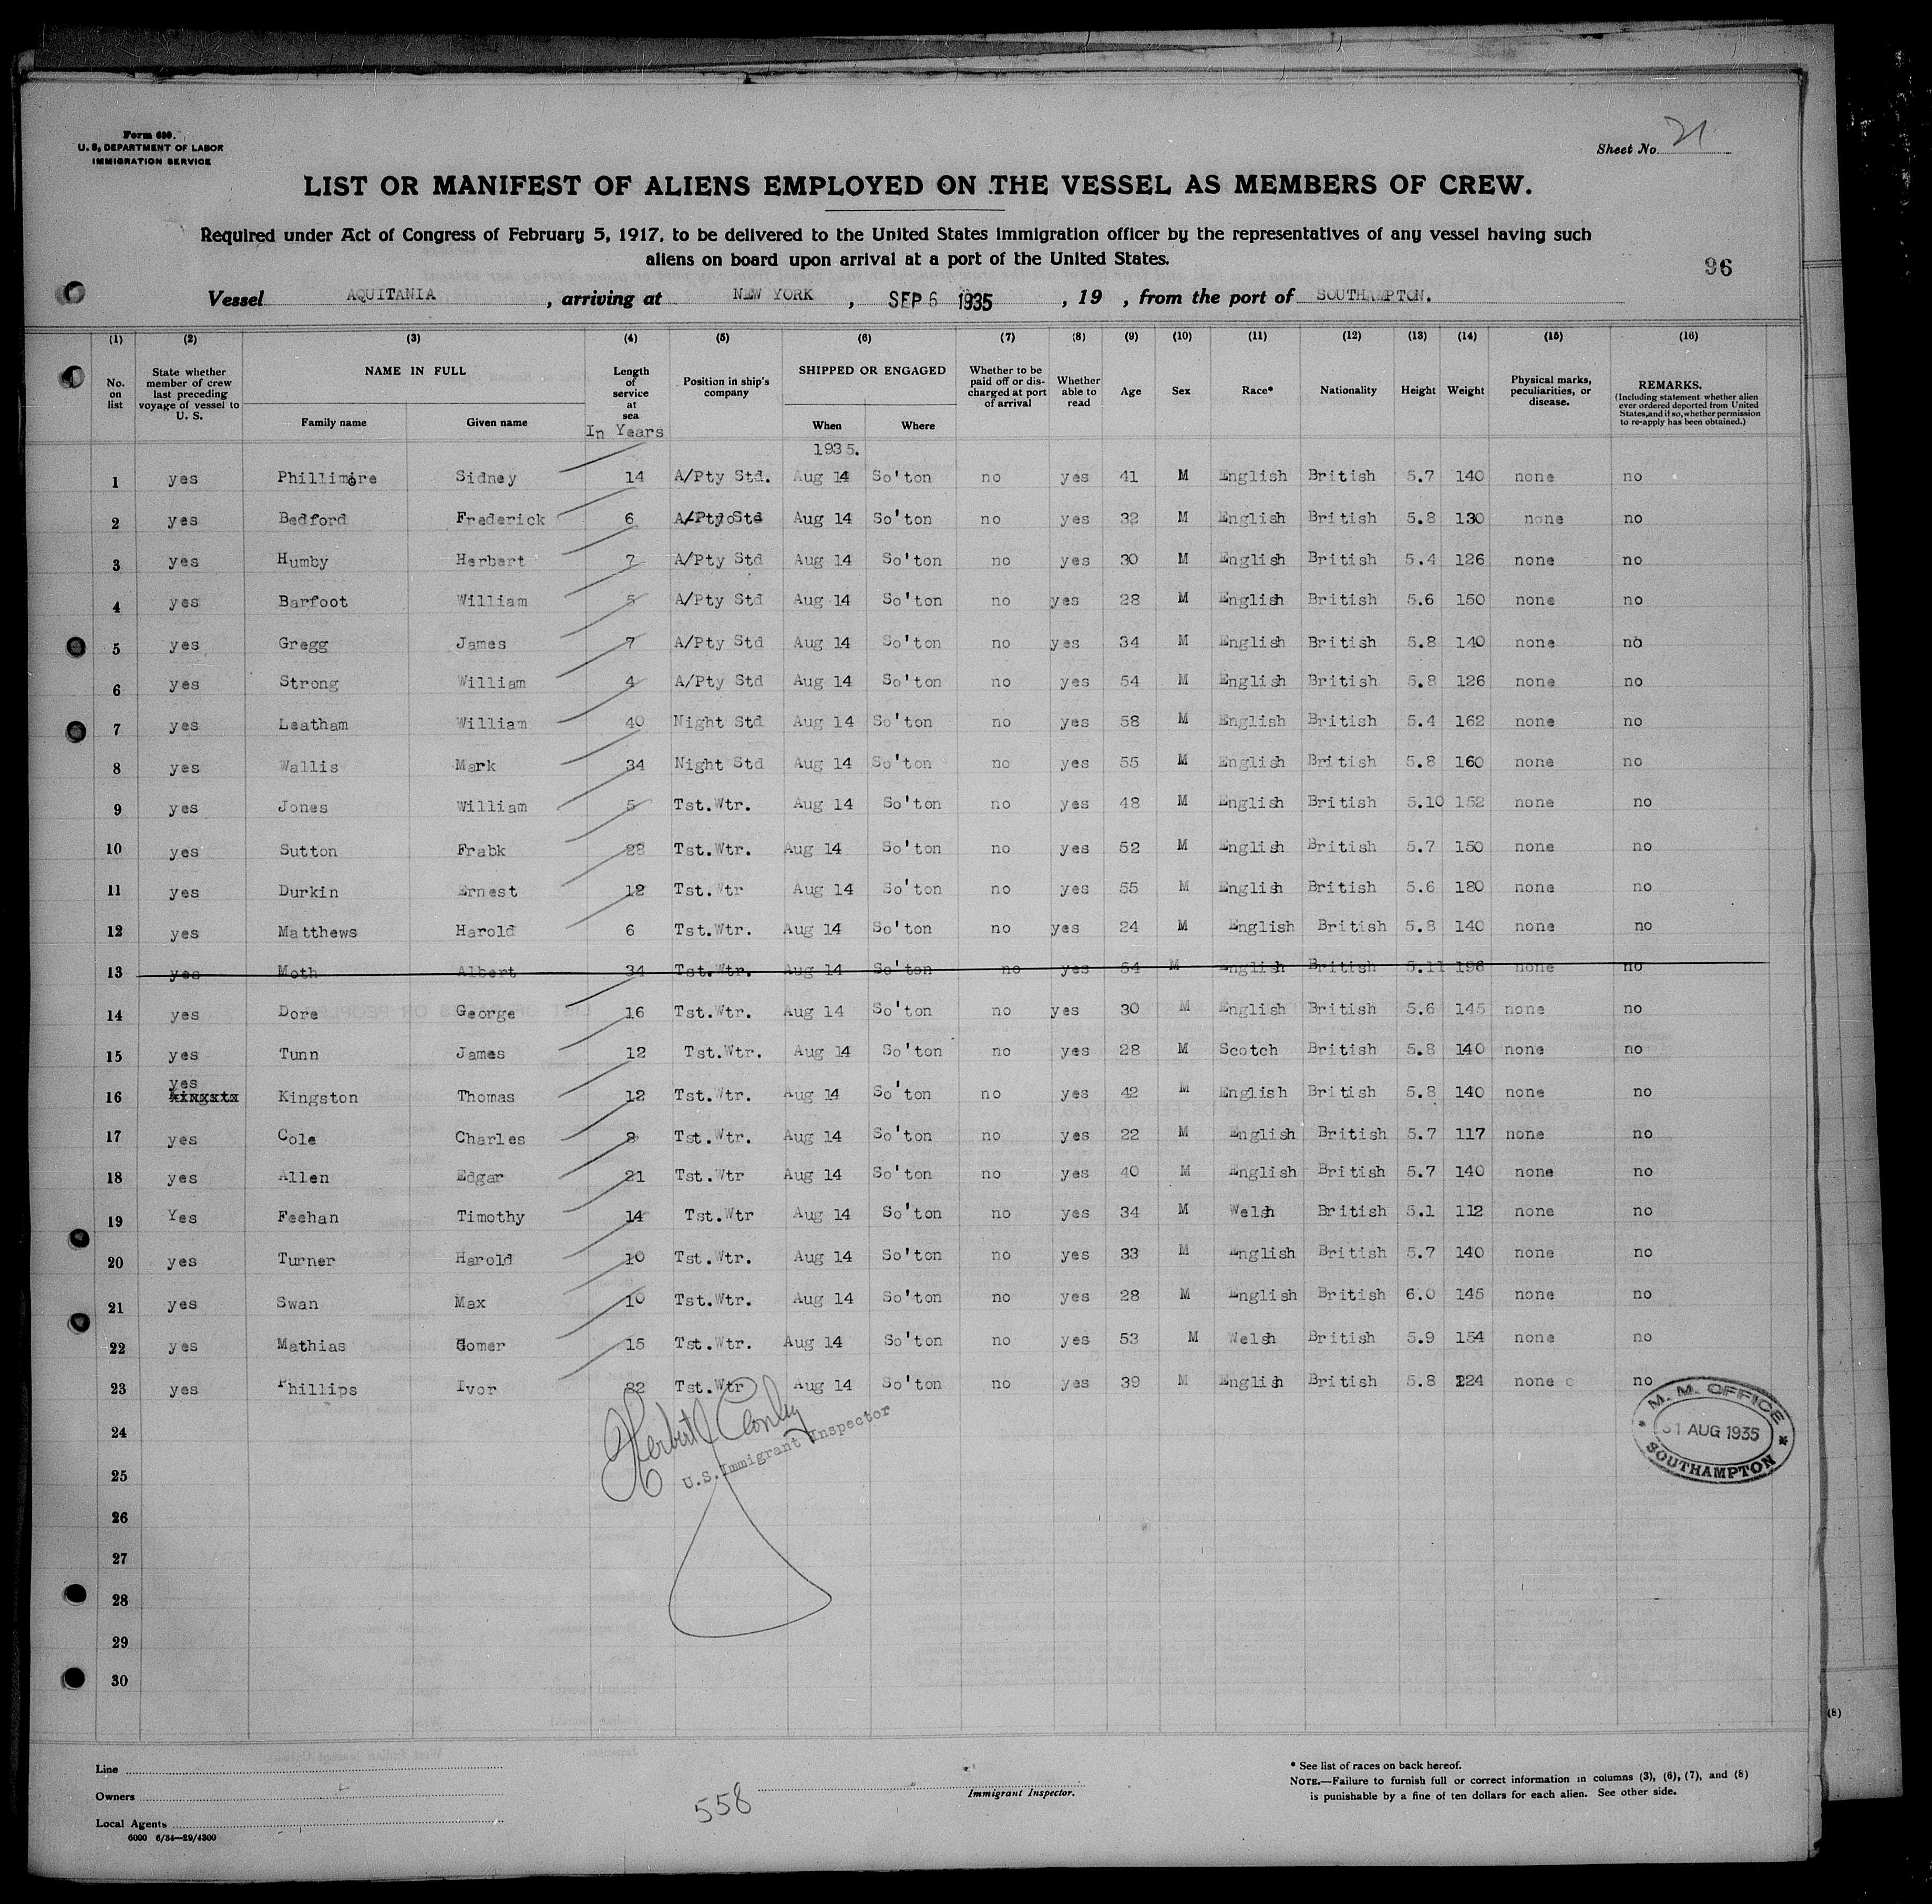 Form 680.
U. S. DEPARTMENT OF LABOR
IMMIGRATION SERVICE
Sheet No. 21
LIST OR MANIFEST OF ALIENS EMPLOYED ON THE VESSEL AS MEMBERS OF CREW.
Required under Act of Congress of February 5, 1917, to be delivered to the United States immigration officer by the representatives of any vessel having such
aliens on board upon arrival at a port of the United States.
96
Vessel AQUITANIA , arriving at NEW YORK , SEP 6 1935 , 19 , from the port of SOUTHAMPTON.
(1) (2) (3) (4) (5) (6) (7) (8) (9) (10) (11) (12) (13) (14) (15) (16)
No. on list
State whether member of crew last preceding voyage of vessel to U. S.
NAME IN FULL
Family name Given name
Length of service at sea
In Years
Position in ship's company
SHIPPED OR ENGAGED
When Where
Whether to be paid off or discharged at port of arrival
Whether able to read
Age
Sex
Race*
Nationality
Height
Weight
Physical marks, peculiarities, or disease.
REMARKS.
(Including statement whether alien ever ordered deported from United States, and if so, whether permission to re-apply has been obtained.)
1935.
1 yes Phillimore Sidney 14 A/Pty Std. Aug 14 So'ton no yes 41 M English British 5.7 140 none no
2 yes Bedford Frederick 6 A/Pty Std Aug 14 So'ton no yes 32 M English British 5.8 130 none no
3 yes Humby Herbert 7 A/Pty Std Aug 14 So'ton no yes 30 M English British 5.4 126 none no
4 yes Barfoot William 5 A/Pty Std Aug 14 So'ton no yes 28 M English British 5.6 150 none no
5 yes Gregg James 7 A/Pty Std Aug 14 So'ton no yes 34 M English British 5.8 140 none no
6 yes Strong William 4 A/Pty Std Aug 14 So'ton no yes 54 M English British 5.8 126 none no
7 yes Leatham William 40 Night Std Aug 14 So'ton no yes 58 M English British 5.4 162 none no
8 yes Wallis Mark 34 Night Std Aug 14 So'ton no yes 55 M English British 5.8 160 none no
9 yes Jones William 5 Tst.Wtr. Aug 14 So'ton no yes 48 M English British 5.10 152 none no
10 yes Sutton Frabk 28 Tst.Wtr. Aug 14 So'ton no yes 52 M English British 5.7 150 none no
11 yes Durkin Ernest 12 Tst.Wtr Aug 14 So'ton no yes 55 M English British 5.6 180 none no
12 yes Matthews Harold 6 Tst.Wtr. Aug 14 So'ton no yes 24 M English British 5.8 140 none no
13 yes Moth Albert 34 Tst.Wtr. Aug 14 So'ton no yes 54 M English British 5.11 196 none no
14 yes Dore George 16 Tst.Wtr. Aug 14 So'ton no yes 30 M English British 5.6 145 none no
15 yes Tunn James 12 Tst.Wtr. Aug 14 So'ton no yes 28 M Scotch British 5.8 140 none no
16 yes Kingston Thomas 12 Tst.Wtr. Aug 14 So'ton no yes 42 M English British 5.8 140 none no
17 yes Cole Charles 8 Tst.Wtr. Aug 14 So'ton no yes 22 M English British 5.7 117 none no
18 yes Allen Edgar 21 Tst.Wtr Aug 14 So'ton no yes 40 M English British 5.7 140 none no
19 Yes Feehan Timothy 14 Tst.Wtr Aug 14 So'ton no yes 34 M Welsh British 5.1 112 none no
20 yes Turner Harold 10 Tst.Wtr. Aug 14 So'ton no yes 33 M English British 5.7 140 none no
21 yes Swan Max 10 Tst.Wtr. Aug 14 So'ton no yes 28 M English British 6.0 145 none no
22 yes Mathias Gomer 15 Tst.Wtr. Aug 14 So'ton no yes 53 M Welsh British 5.9 154 none no
23 yes Phillips Ivor 22 Tst.Wtr Aug 14 So'ton no yes 39 M English British 5.8 224 none no
24
25
26
27
28
29
30
Herbert Conley
U.S. Immigrant Inspector
M. M. OFFICE
31 AUG 1935
SOUTHAMPTON
Line
Owners
Local Agents
6000 6/34—29/4300
558
Immigrant Inspector.
* See list of races on back hereof.
NOTE.—Failure to furnish full or correct information in columns (3), (6), (7), and (8)
is punishable by a fine of ten dollars for each alien. See other side.
(8)